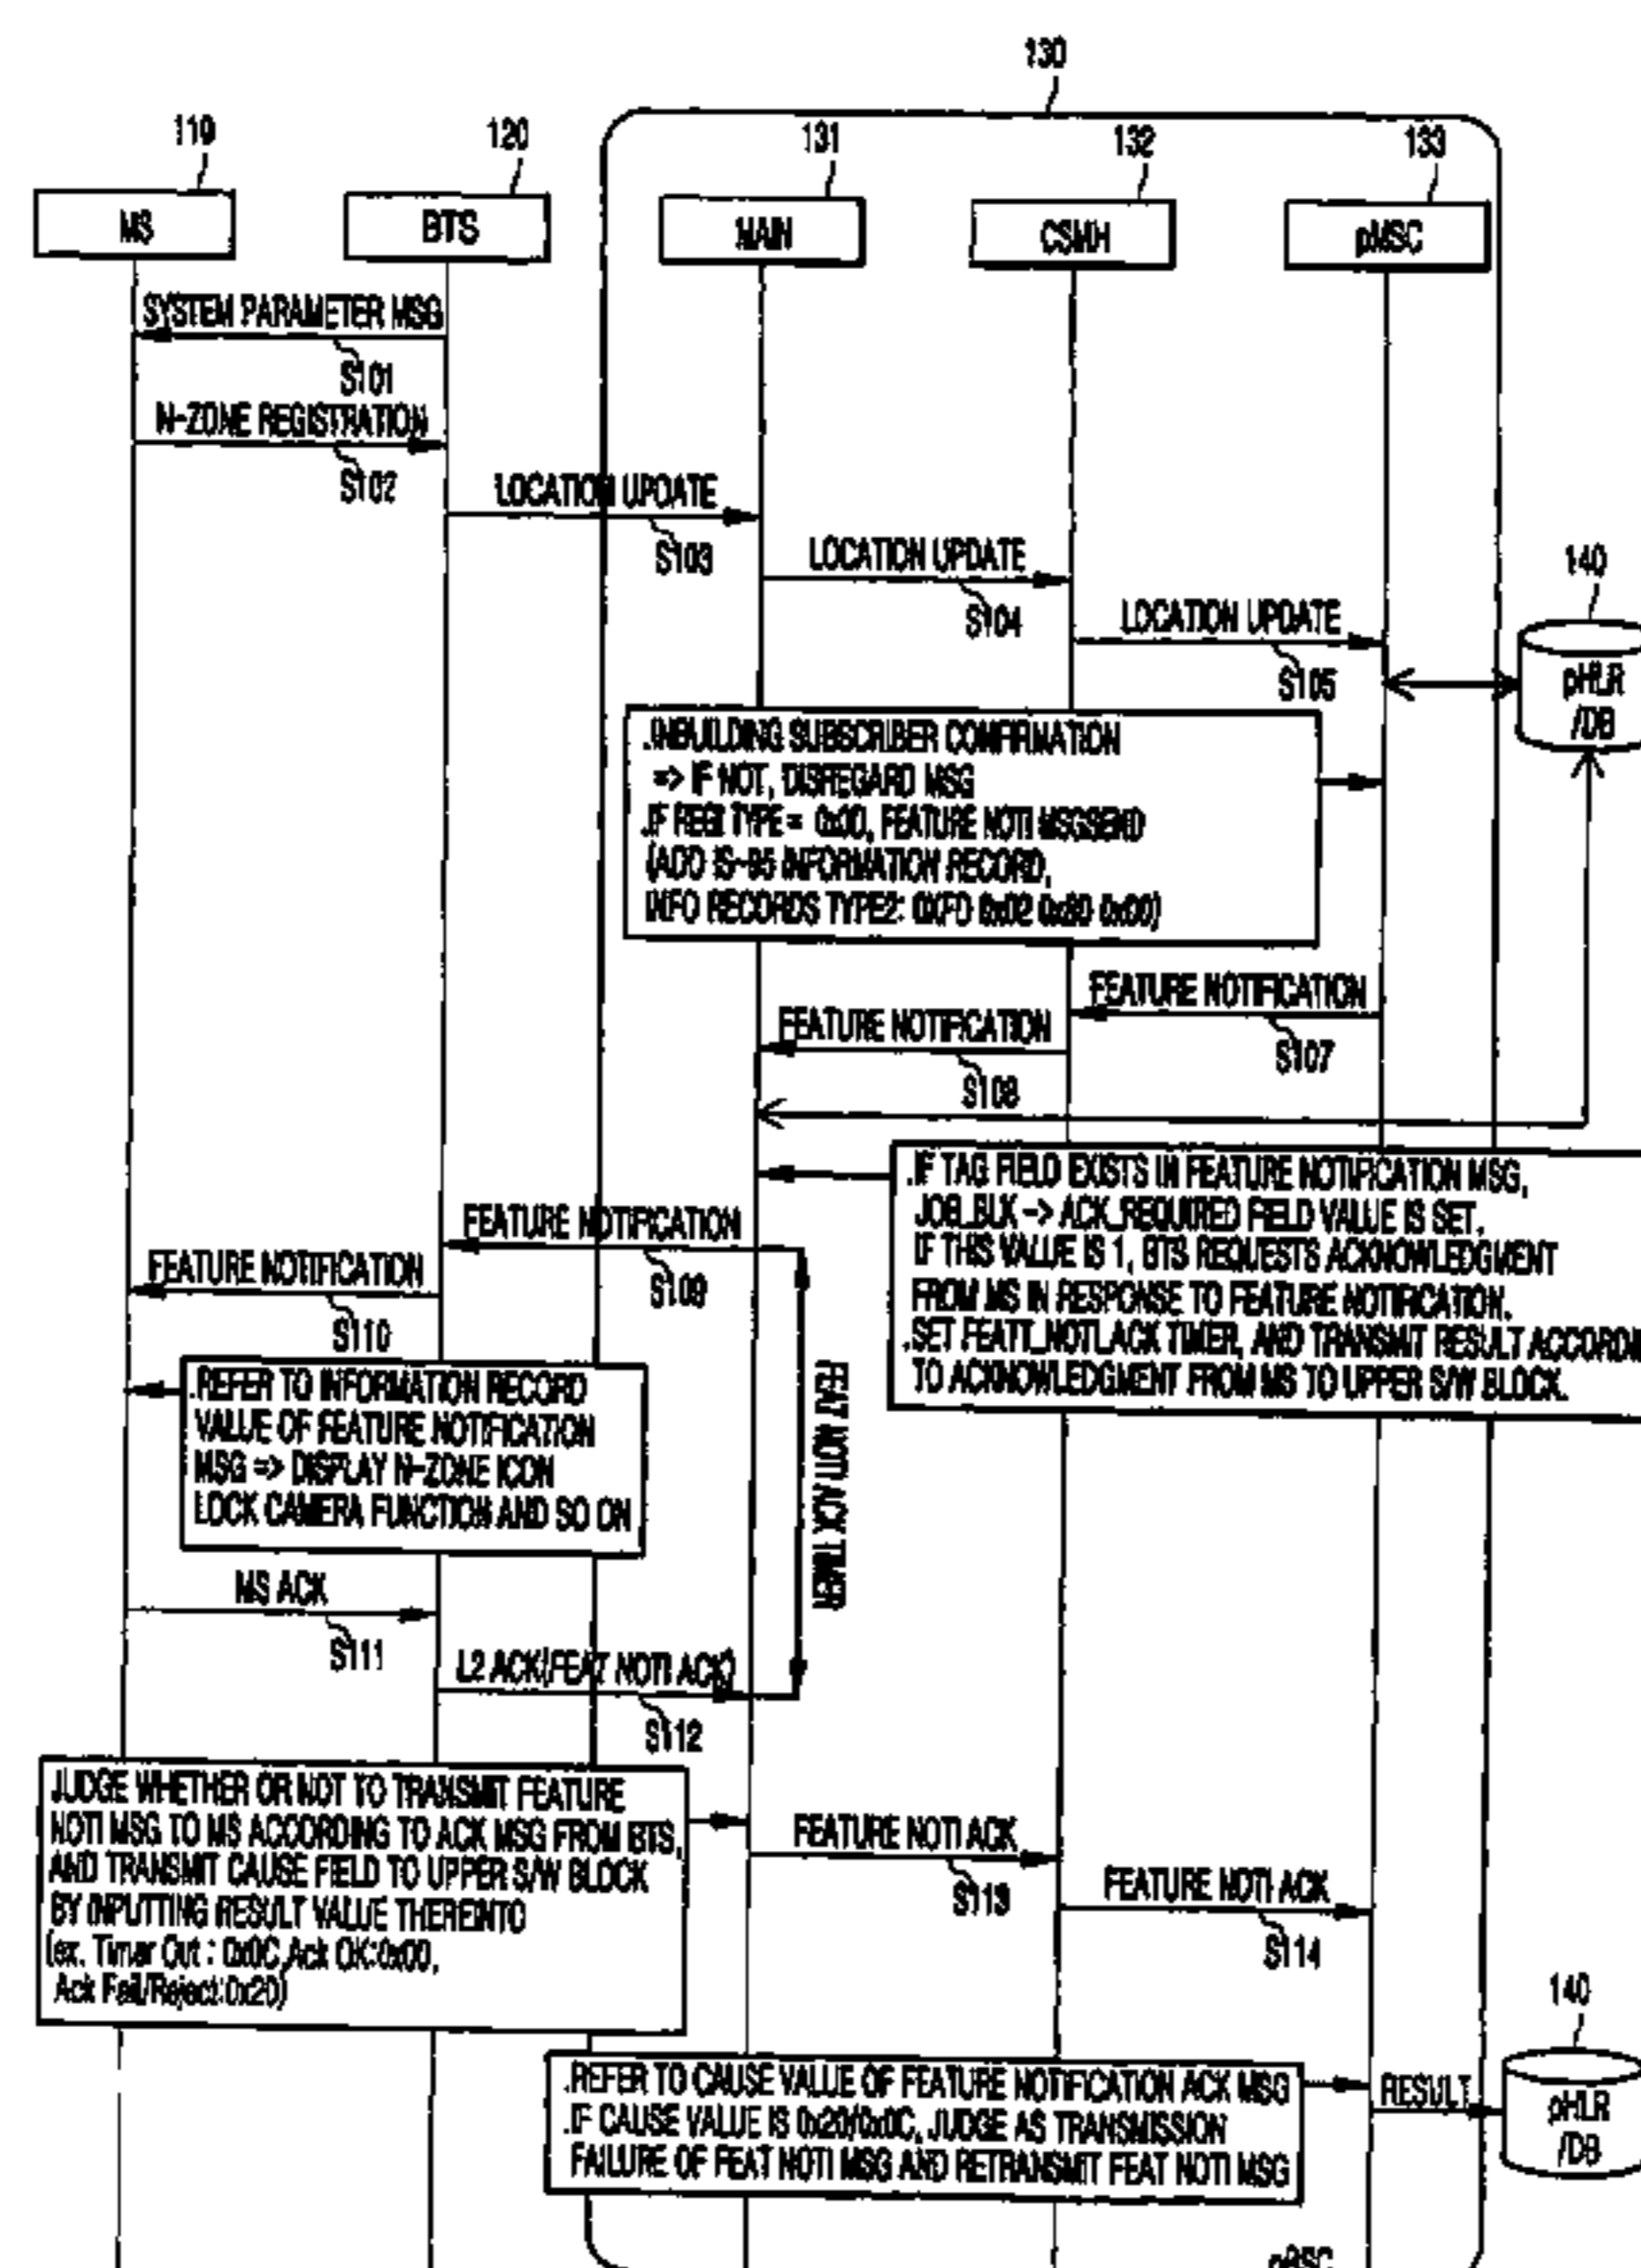 130
119
120
131
132
133
MS
BTS
MAIN
CSMH
pMSC
SYSTEM PARAMETER MSG
S101
N-ZONE REGISTRATION
S102
LOCATION UPDATE
S103
LOCATION UPDATE
S104
LOCATION UPDATE
S105
140
pHLR
/DB
.INBUILDING SUBSCRIBER CONFIRMATION
=> IF NOT, DISREGARD MSG
.IF REGI TYPE = 0x00, FEATURE NOTI MSGSEND
(ADD IS-95 INFORMATION RECORD,
INFO RECORDS TYPE2: 0XFD 0x02 0x80 0x00)
FEATURE NOTIFICATION
S107
FEATURE NOTIFICATION
S108
.IF TAG FIELD EXISTS IN FEATURE NOTIFICATION MSG,
JOB_BLK -> ACK_REQUIRED FIELD VALUE IS SET.
IF THIS VALUE IS 1, BTS REQUESTS ACKNOWLEDGMENT
FROM MS IN RESPONSE TO FEATURE NOTIFICATION.
.SET FEATT_NOTI_ACK TIMER, AND TRANSMIT RESULT ACCORDIN
TO ACKNOWLEDGMENT FROM MS TO UPPER S/W BLOCK.
FEATURE NOTIFICATION
S109
FEATURE NOTIFICATION
S110
.REFER TO INFORMATION RECORD
VALUE OF FEATURE NOTIFICATION
MSG => DISPLAY N-ZONE ICON
LOCK CAMERA FUNCTION AND SO ON
FEAT NOTI ACK TIMER
MS ACK
S111
L2 ACK(FEAT NOTI ACK)
S112
JUDGE WHETHER OR NOT TO TRANSMIT FEATURE
NOTI MSG TO MS ACCORDING TO ACK MSG FROM BTS,
AND TRANSMIT CAUSE FIELD TO UPPER S/W BLOCK
BY INPUTTING RESULT VALUE THEREINTO
(ex. Timer Out : 0x0C,Ack OK:0x00,
Ack Fail/Reject:0x20)
FEATURE NOTI ACK
S113
FEATURE NOTI ACK
S114
140
.REFER TO CAUSE VALUE OF FEATURE NOTIFICATION ACK MSG
.IF CAUSE VALUE IS 0x20/0x0C, JUDGE AS TRANSMISSION
FAILURE OF FEAT NOTI MSG AND RETRANSMIT FEAT NOTI MSG
RESULT
pHLR
/DB
pBSC